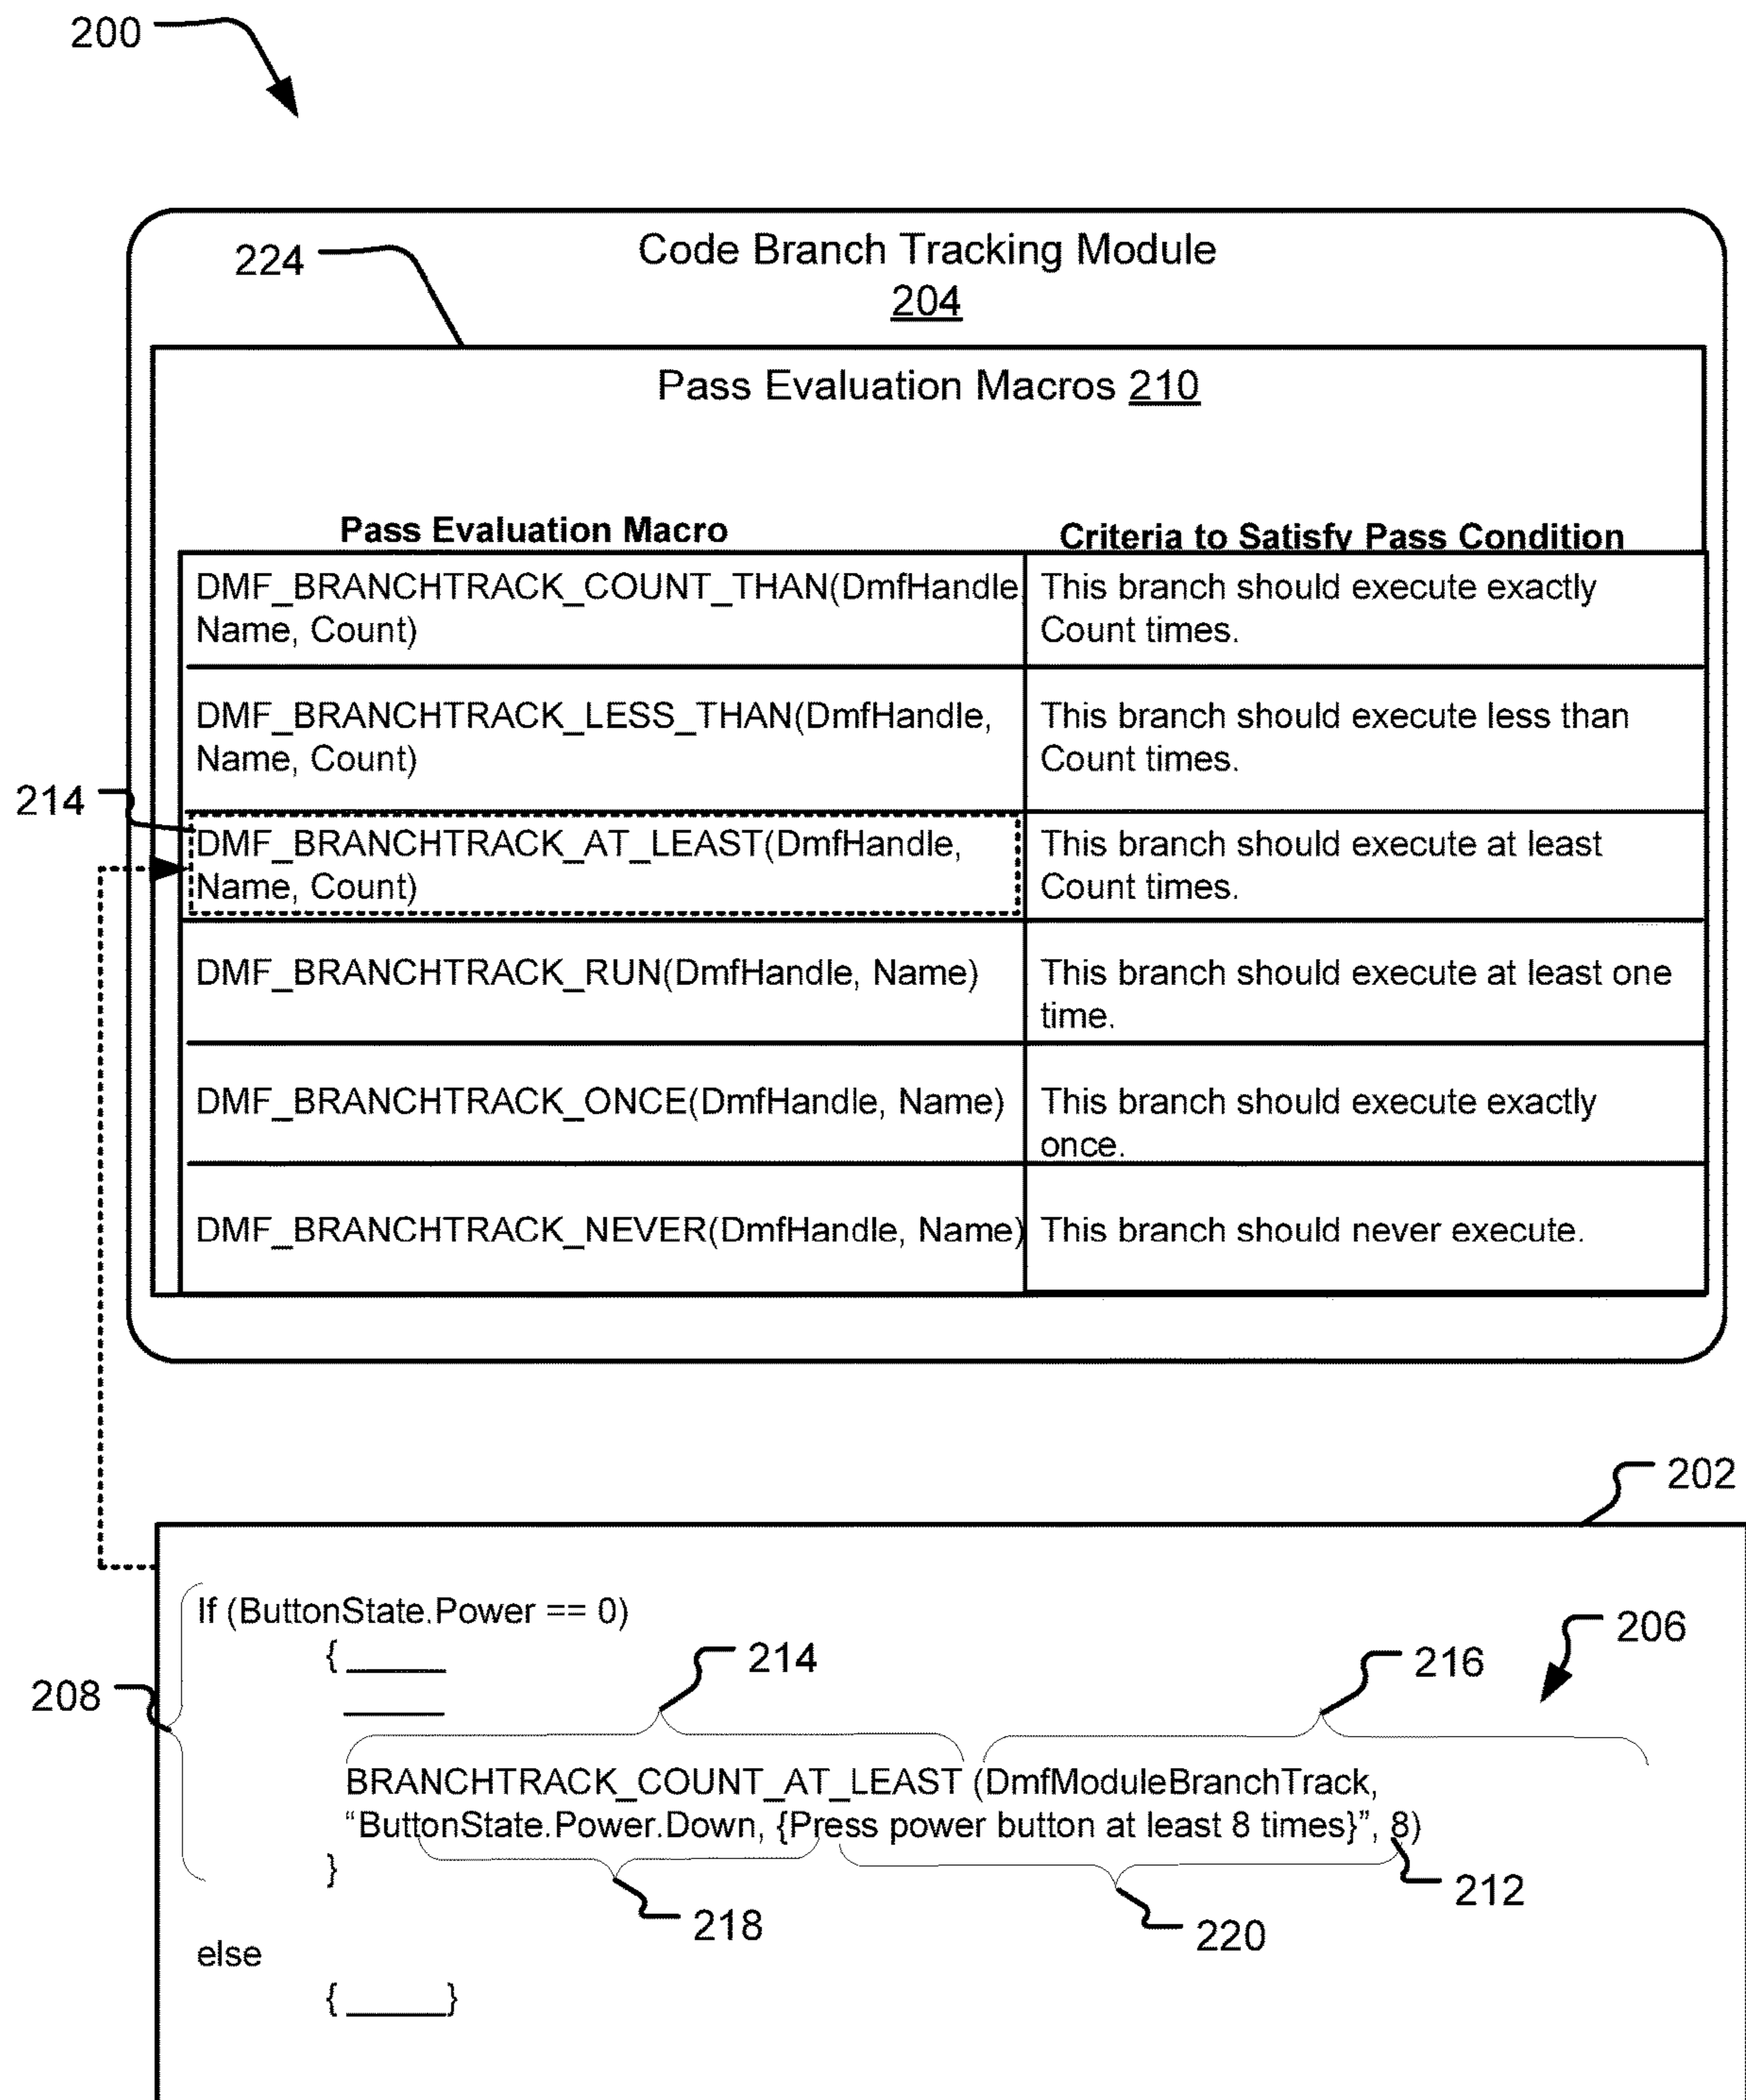 200
224
Code Branch Tracking Module
204
Pass Evaluation Macros 210
Pass Evaluation Macro
Criteria to Satisfy Pass Condition
DMF_BRANCHTRACK_COUNT_THAN(DmfHandle,
Name, Count)
This branch should execute exactly
Count times.
DMF_BRANCHTRACK_LESS_THAN(DmfHandle,
Name, Count)
This branch should execute less than
Count times.
214
DMF_BRANCHTRACK_AT_LEAST(DmfHandle,
Name, Count)
This branch should execute at least
Count times.
DMF_BRANCHTRACK_RUN(DmfHandle, Name)
This branch should execute at least one
time.
DMF_BRANCHTRACK_ONCE(DmfHandle, Name)
This branch should execute exactly
once.
DMF_BRANCHTRACK_NEVER(DmfHandle, Name)
This branch should never execute.
202
If (ButtonState.Power == 0)
206
{ ______
214
216
208
______
BRANCHTRACK_COUNT_AT_LEAST (DmfModuleBranchTrack,
“ButtonState.Power.Down, {Press power button at least 8 times}”, 8)
}
212
218
220
else
{ ______}